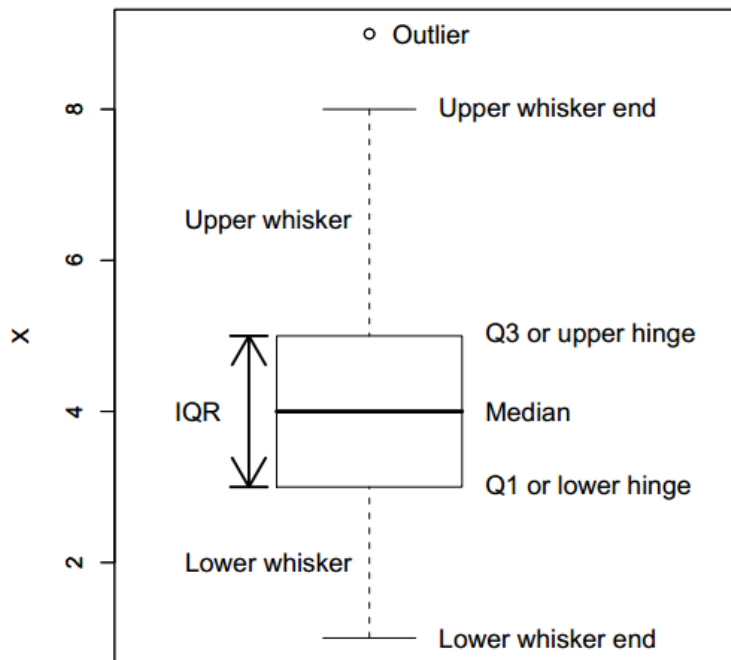 Outlier
8
Upper whisker end
Upper whisker
6
X
Q3 or upper hinge
IQR
4
Median
Q1 or lower hinge
2
Lower whisker
Lower whisker end